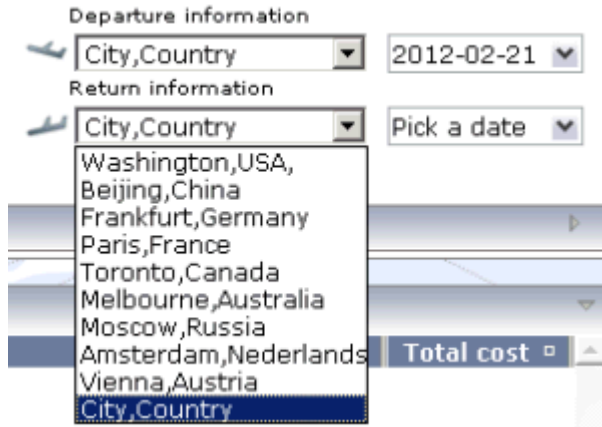 Departure information
City,Country 2012-02-21
Return information
City,Country Pick a date
Washington,USA,
Beijing,China
Frankfurt,Germany
Paris,France
Toronto,Canada
Melbourne,Australia
Moscow,Russia
Amsterdam,Nederlands
Total cost
Vienna,Austria
City,Country